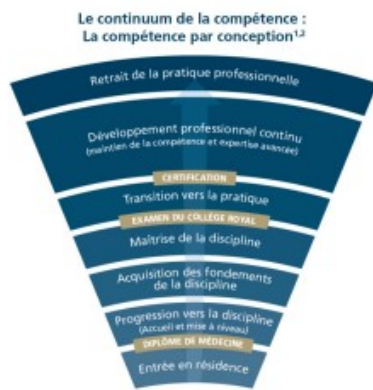 Le continuum de la compétence :
La compétence par conception1,2
Retrait de la pratique professionnelle
Développement professionnel continu
(maintien de la compétence et expertise avancée)
CERTIFICATION
Transition vers la pratique
EXAMEN DU COLLÈGE ROYAL
Maîtrise de la discipline
Acquisition des fondements
de la discipline
Progression vers la discipline
(Accueil et mise à niveau)
DIPLÔME DE MÉDECINE
Entrée en résidence